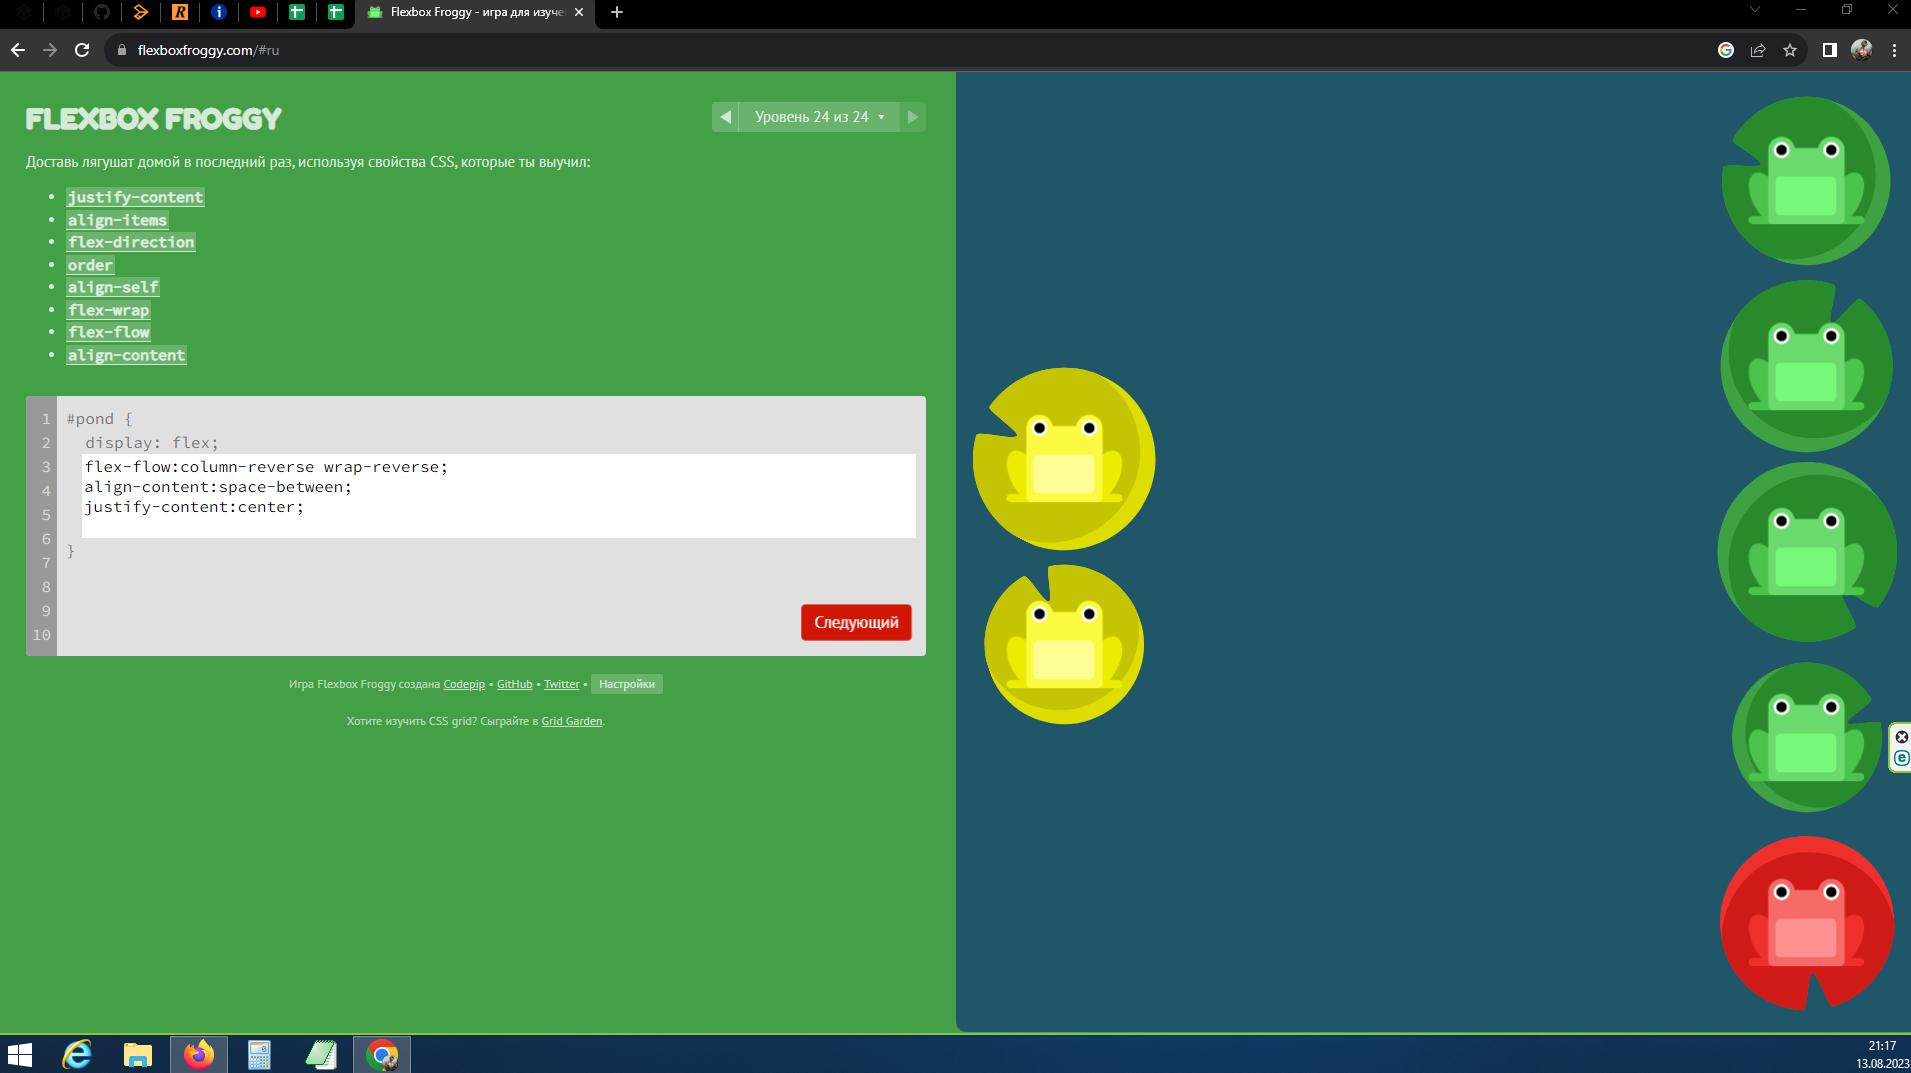 Flexbox Froggy - игра для изуче
flexboxfroggy.com/#ru
FLEXBOX FROGGY
Уровень 24 из 24
Доставь лягушат домой в последний раз, используя свойства CSS, которые ты выучил:
justify-content
align-items
flex-direction
order
align-self
flex-wrap
flex-flow
align-content
1 #pond {
2 display: flex;
3 flex-flow:column-reverse wrap-reverse;
4 align-content:space-between;
5 justify-content:center;
6 }
7
8
9
10
Следующий
Игра Flexbox Froggy создана Codepip • GitHub • Twitter • Настройки
Хотите изучить CSS grid? Сыграйте в Grid Garden.
21:17
13.08.2023